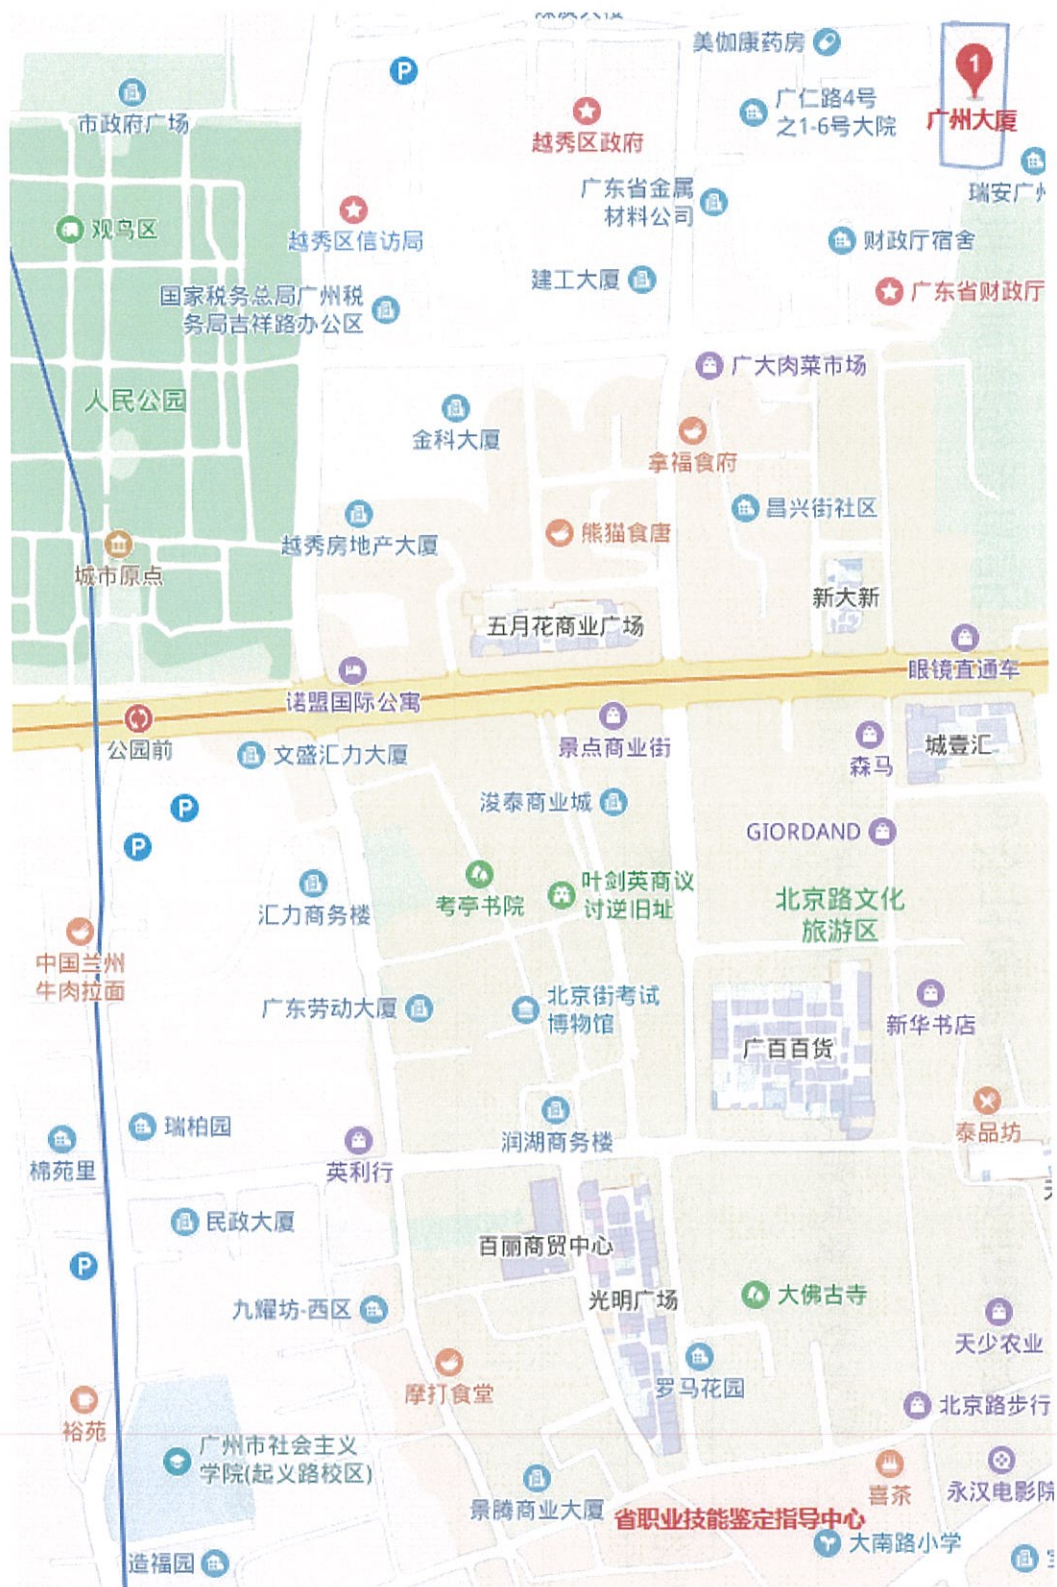 美伽康药房
P
1
广仁路4号
之1-6号大院
广州大厦
市政府广场
越秀区政府
广东省金属
材料公司
瑞安广州
观鸟区
越秀区信访局
财政厅宿舍
建工大厦
国家税务总局广州税
务局吉祥路办公区
广东省财政厅
广大肉菜市场
人民公园
金科大厦
拿福食府
昌兴街社区
越秀房地产大厦
熊猫食唐
城市原点
新大新
五月花商业广场
眼镜直通车
诺盟国际公寓
公园前
文盛汇力大厦
景点商业街
森马
城壹汇
浚泰商业城
P
P
GIORDAND
考亭书院
叶剑英商议
讨逆旧址
北京路文化
旅游区
汇力商务楼
中国兰州
牛肉拉面
广东劳动大厦
北京街考试
博物馆
新华书店
广百百货
瑞柏园
棉苑里
英利行
润湖商务楼
泰品坊
民政大厦
百丽商贸中心
P
九耀坊-西区
光明广场
大佛古寺
天少农业
摩打食堂
罗马花园
北京路步行
裕苑
广州市社会主义
学院(起义路校区)
景腾商业大厦
省职业技能鉴定指导中心
喜茶
永汉电影院
大南路小学
造福园